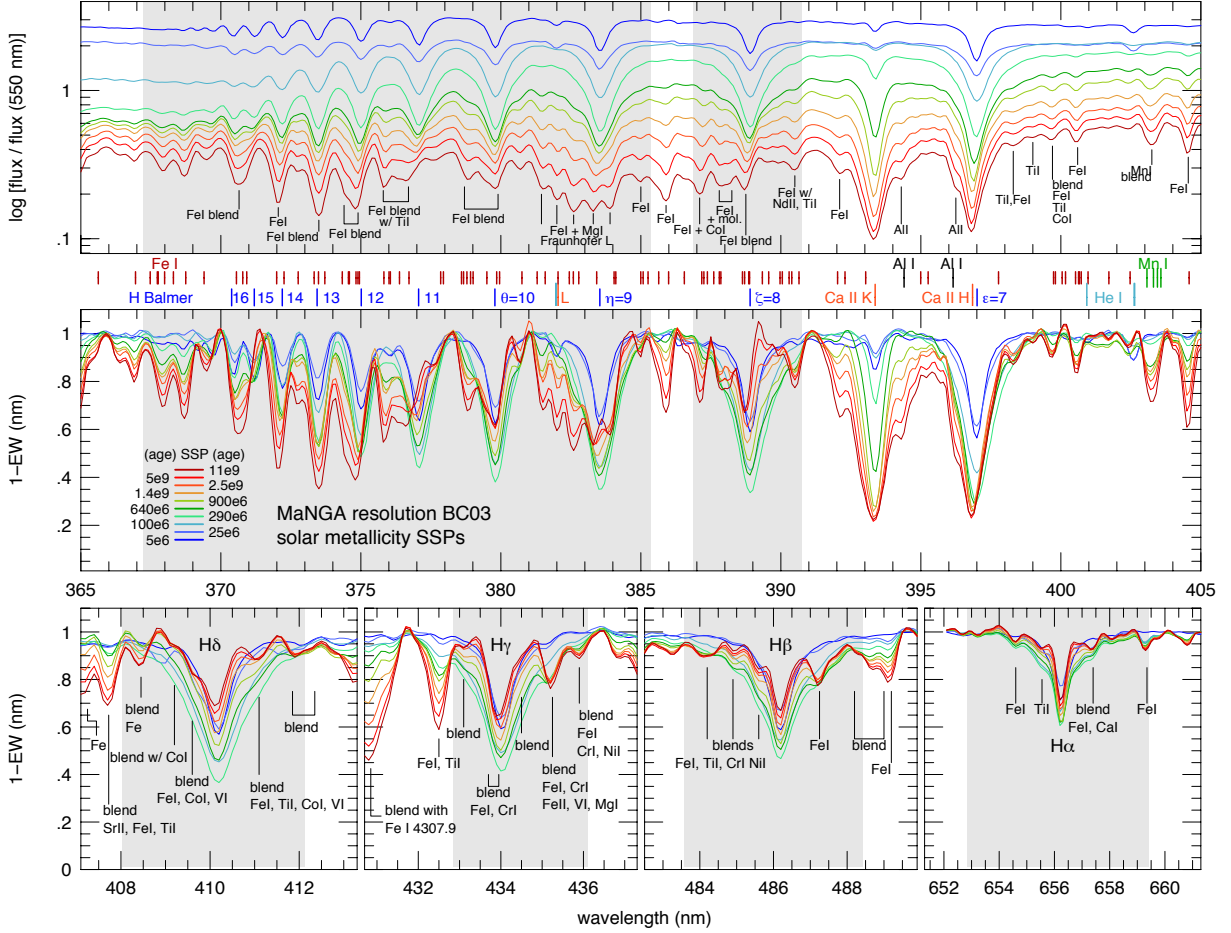 log [flux / flux (550 nm)]
1
.1
FeI blend
FeI
FeI blend
FeI blend
FeI blend
w/ TiI
FeI blend
FeI + MgI
Fraunhofer L
FeI
FeI
FeI + CoI
+ mol.
FeI blend
FeI w/
NdII, TiI
FeI
AlI
AlI
TiI,FeI
TiI
blend
FeI
TiI
CoI
FeI
MnI
blend
FeI
Fe I
Al I
Al I
Mn I
H Balmer
16
15
14
13
12
11
θ=10
L
η=9
ζ=8
Ca II K
Ca II H
ε=7
He I
1−EW (nm)
1
.8
.6
.4
.2
(age) SSP (age)
11e9
5e9
2.5e9
1.4e9
900e6
640e6
290e6
100e6
25e6
5e6
MaNGA resolution BC03
solar metallicity SSPs
365
370
375
380
385
390
395
400
405
1−EW (nm)
1
.8
.6
.4
.2
0
Hδ
Fe
blend
Fe
blend w/ CoI
blend
SrII, FeI, TiI
blend
FeI, CoI, VI
blend
FeI, TiI, CoI, VI
blend
408
410
412
Hγ
blend with
Fe I 4307.9
FeI, TiI
blend
blend
FeI, CrI
blend
blend
FeI, CrI
FeII, VI, MgI
blend
FeI
CrI, NiI
432
434
436
Hβ
blends
FeI, TiI, CrI NiI
FeI
blend
FeI
484
486
488
FeI
TiI
Hα
blend
FeI, CaI
FeI
652
654
656
658
660
wavelength (nm)